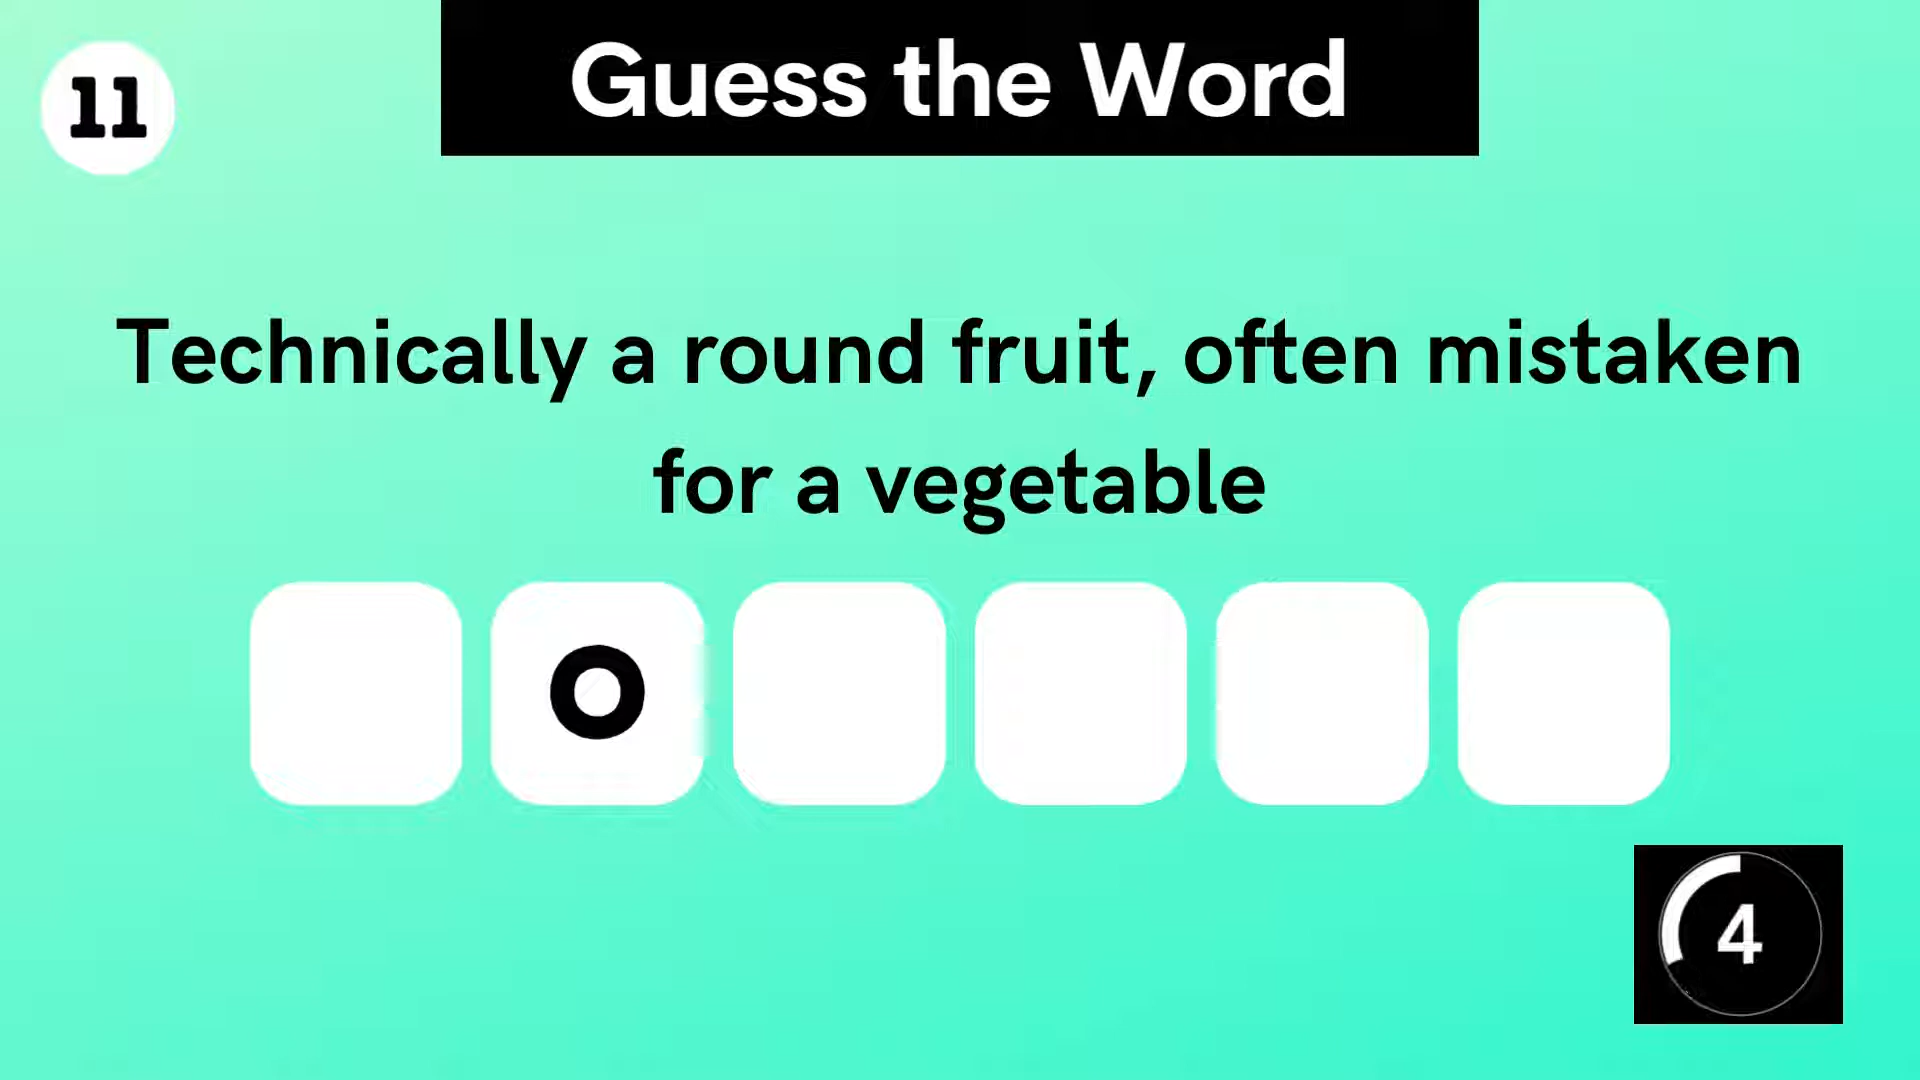 11
Guess the Word
Technically a round fruit, often mistaken
for a vegetable
O
4